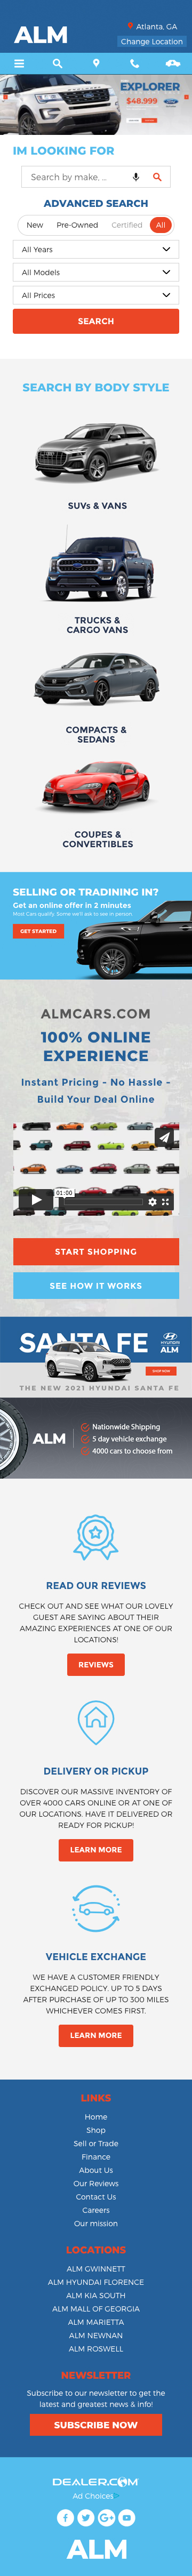 ALM
Atlanta, GA
Change Location
EXPLORER
$48,999
IM LOOKING FOR
Search by make, ...
ADVANCED SEARCH
New Pre-Owned Certified All
All Years
All Models
All Prices
SEARCH
SEARCH BY BODY STYLE
SUVs & VANS
TRUCKS &
CARGO VANS
COMPACTS &
SEDANS
COUPES &
CONVERTIBLES
SELLING OR TRADINING IN?
Get an online offer in 2 minutes
Most Cars qualify. Some we'll ask to see in person.
GET STARTED
ALMCARS.COM
100% ONLINE
EXPERIENCE
Instant Pricing - No Hassle -
Build Your Deal Online
01:00
START SHOPPING
SEE HOW IT WORKS
SANTA FE
HYUNDAI
ALM
SHOP NOW
THE NEW 2021 HYUNDAI SANTA FE
ALM
Nationwide Shipping
5 day vehicle exchange
4000 cars to choose from
READ OUR REVIEWS
CHECK OUT AND SEE WHAT OUR LOVELY
GUEST ARE SAYING ABOUT THEIR
AMAZING EXPERIENCES AT ONE OF OUR
LOCATIONS!
REVIEWS
DELIVERY OR PICKUP
DISCOVER OUR MASSIVE INVENTORY OF
OVER 4000 CARS ONLINE OR AT ONE OF
OUR LOCATIONS. HAVE IT DELIVERED OR
READY FOR PICKUP!
LEARN MORE
VEHICLE EXCHANGE
WE HAVE A CUSTOMER FRIENDLY
EXCHANGED POLICY. UP TO 5 DAYS
AFTER PURCHASE OF UP TO 300 MILES
WHICHEVER COMES FIRST.
LEARN MORE
LINKS
Home
Shop
Sell or Trade
Finance
About Us
Our Reviews
Contact Us
Careers
Our mission
LOCATIONS
ALM GWINNETT
ALM HYUNDAI FLORENCE
ALM KIA SOUTH
ALM MALL OF GEORGIA
ALM MARIETTA
ALM NEWNAN
ALM ROSWELL
NEWSLETTER
Subscribe to our newsletter to get the
latest and greatest news & info!
SUBSCRIBE NOW
DEALER.COM
Ad Choices
ALM